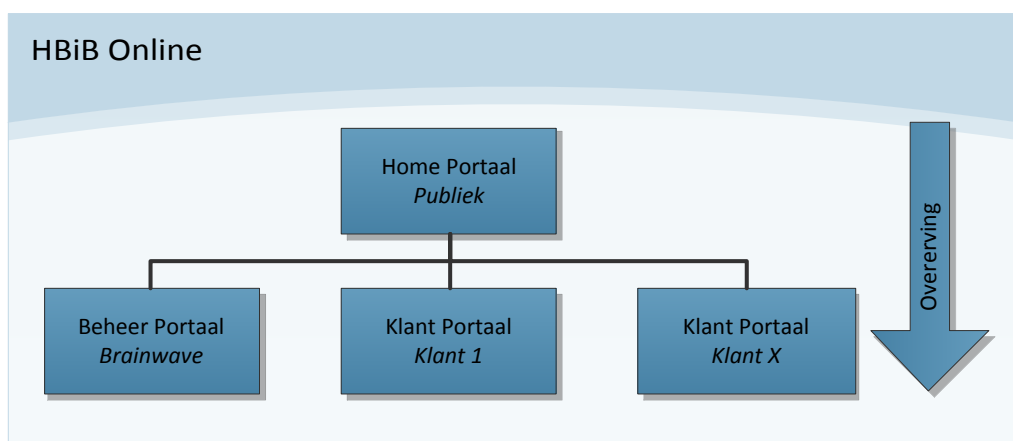 HBiB Online
Home Portaal
Publiek
Beheer Portaal
Brainwave
Klant Portaal
Klant 1
Klant Portaal
Klant X
Overerving